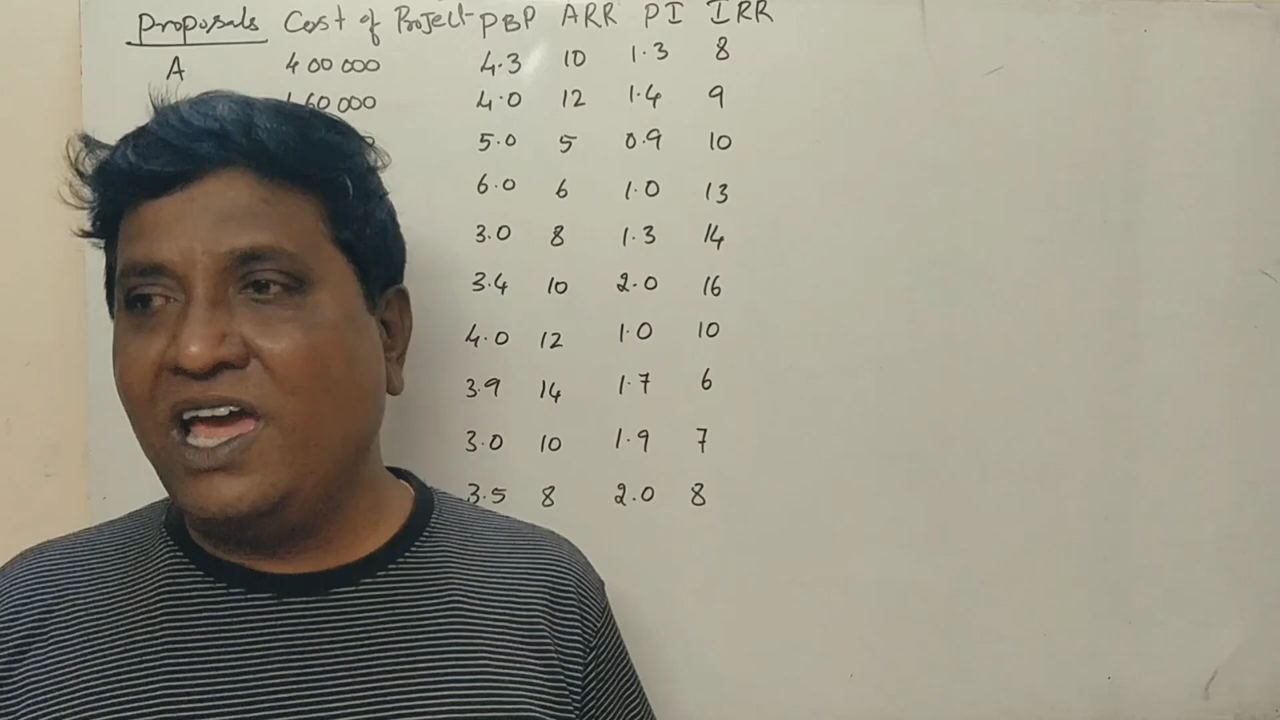 Proposals Cost of Project PBP ARR PI IRR
A 4 00 000 4.3 10 1.3 8
60 000 4.0 12 1.4 9
5.0 5 0.9 10
6.0 6 1.0 13
3.0 8 1.3 14
3.4 10 2.0 16
4.0 12 1.0 10
3.9 14 1.7 6
3.0 10 1.9 7
3.5 8 2.0 8